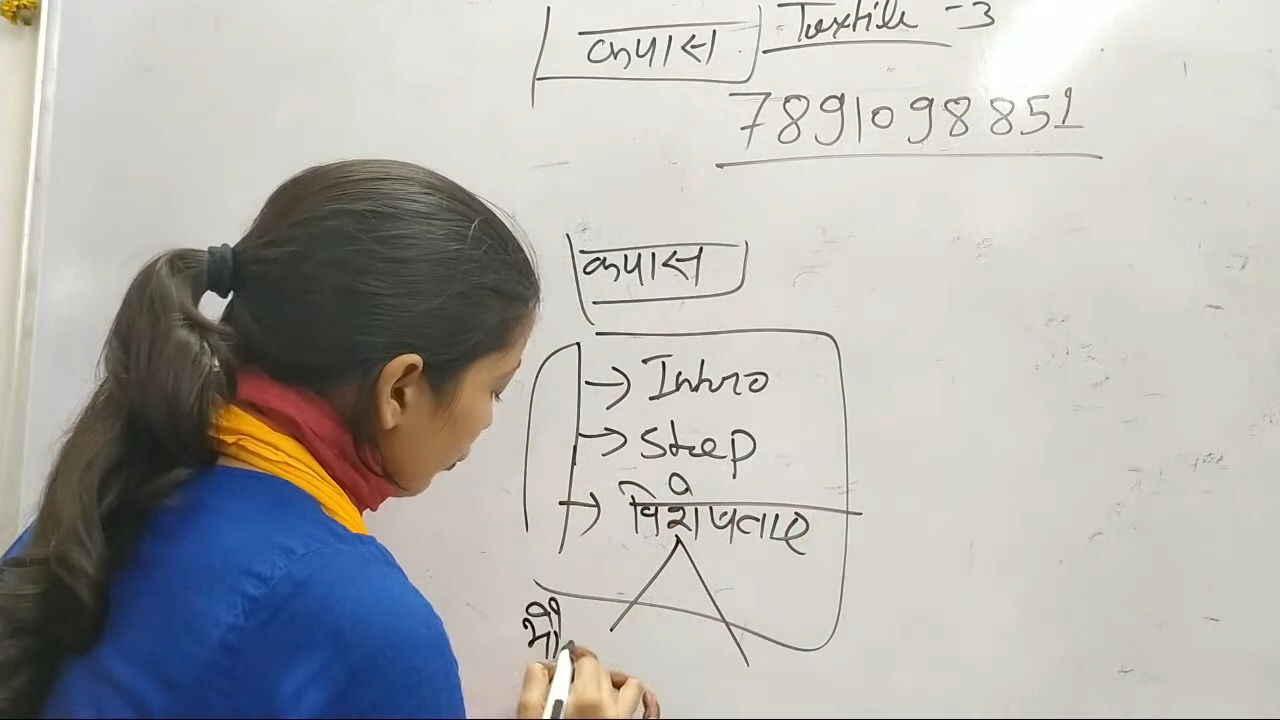 कपास Textile - 3
7891098851
कपास
→ Intro
→ Step
→ विशेषताए
भौ